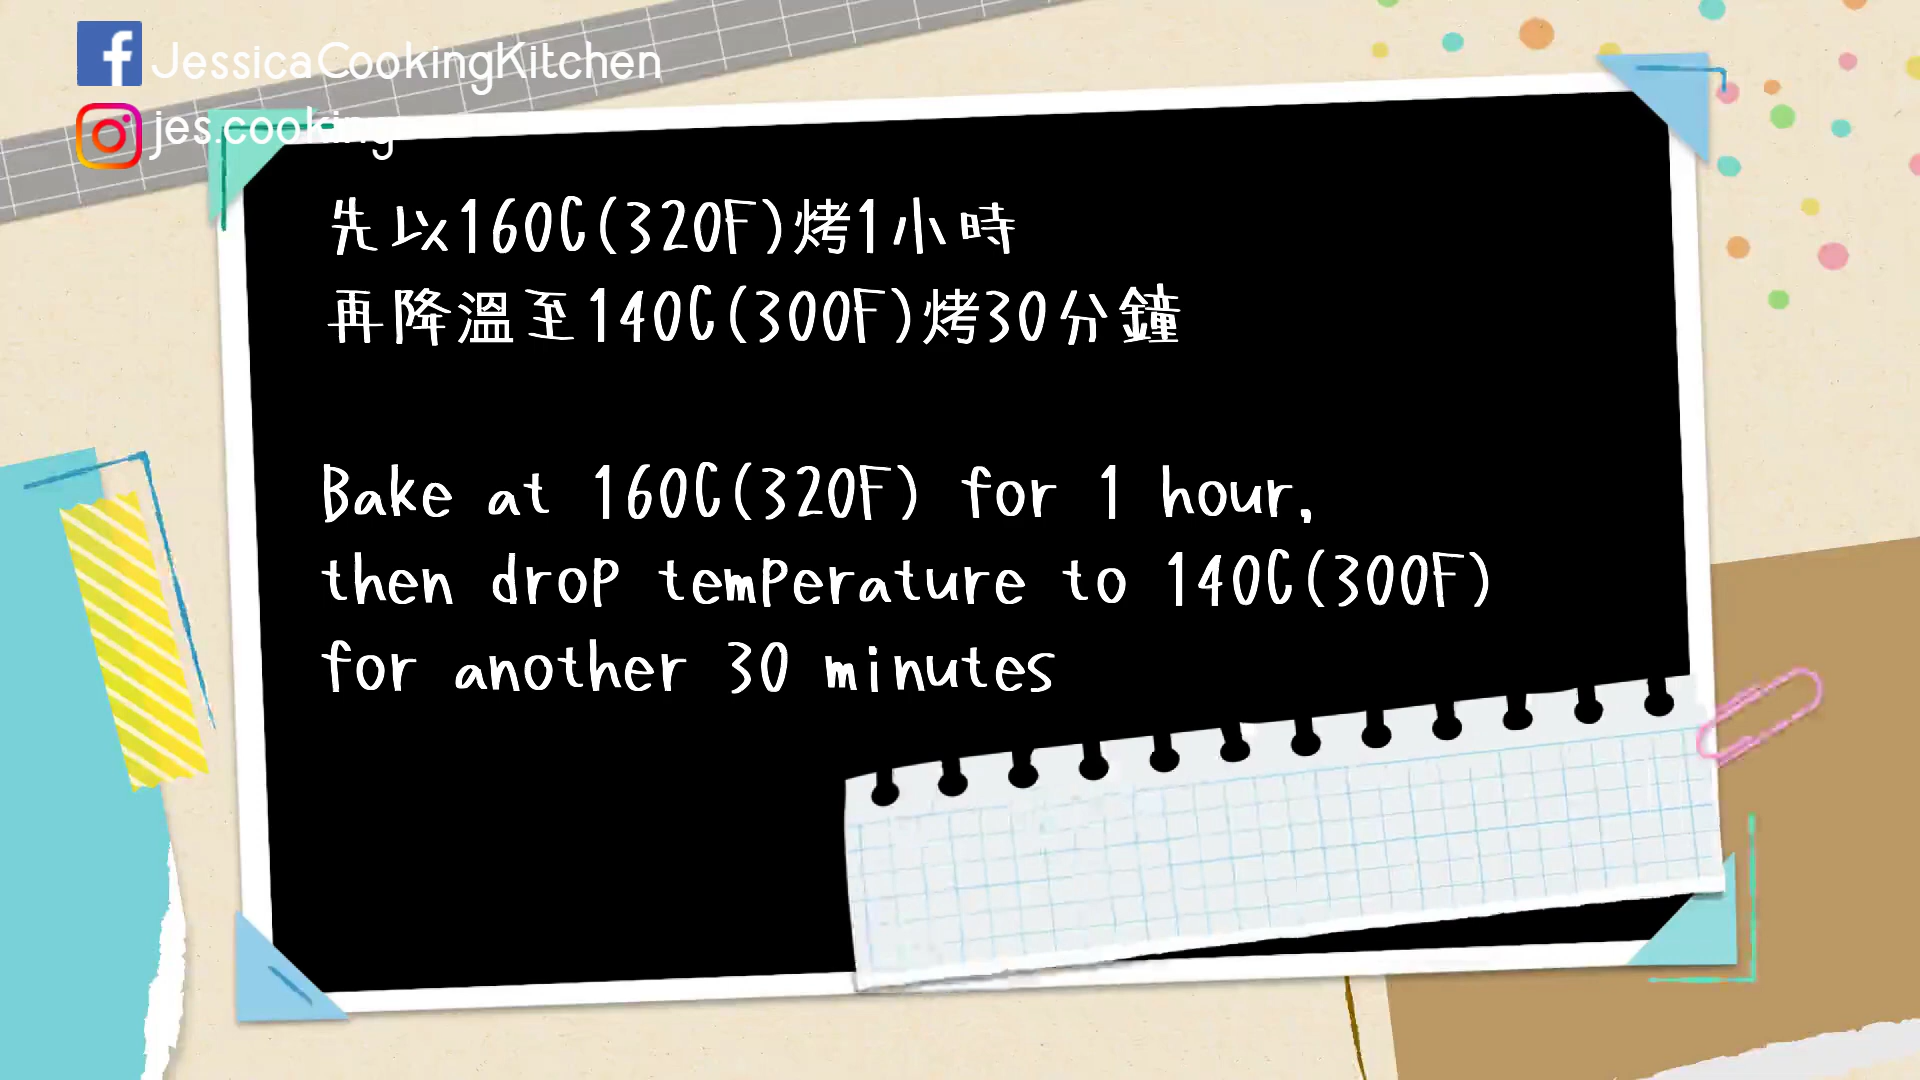 JessicaCookingKitchen
jes.cooking
先以160C(320F)烤1小時
再降溫至140C(300F)烤30分鐘
Bake at 160C(320F) for 1 hour,
then drop temperature to 140C(300F)
for another 30 minutes